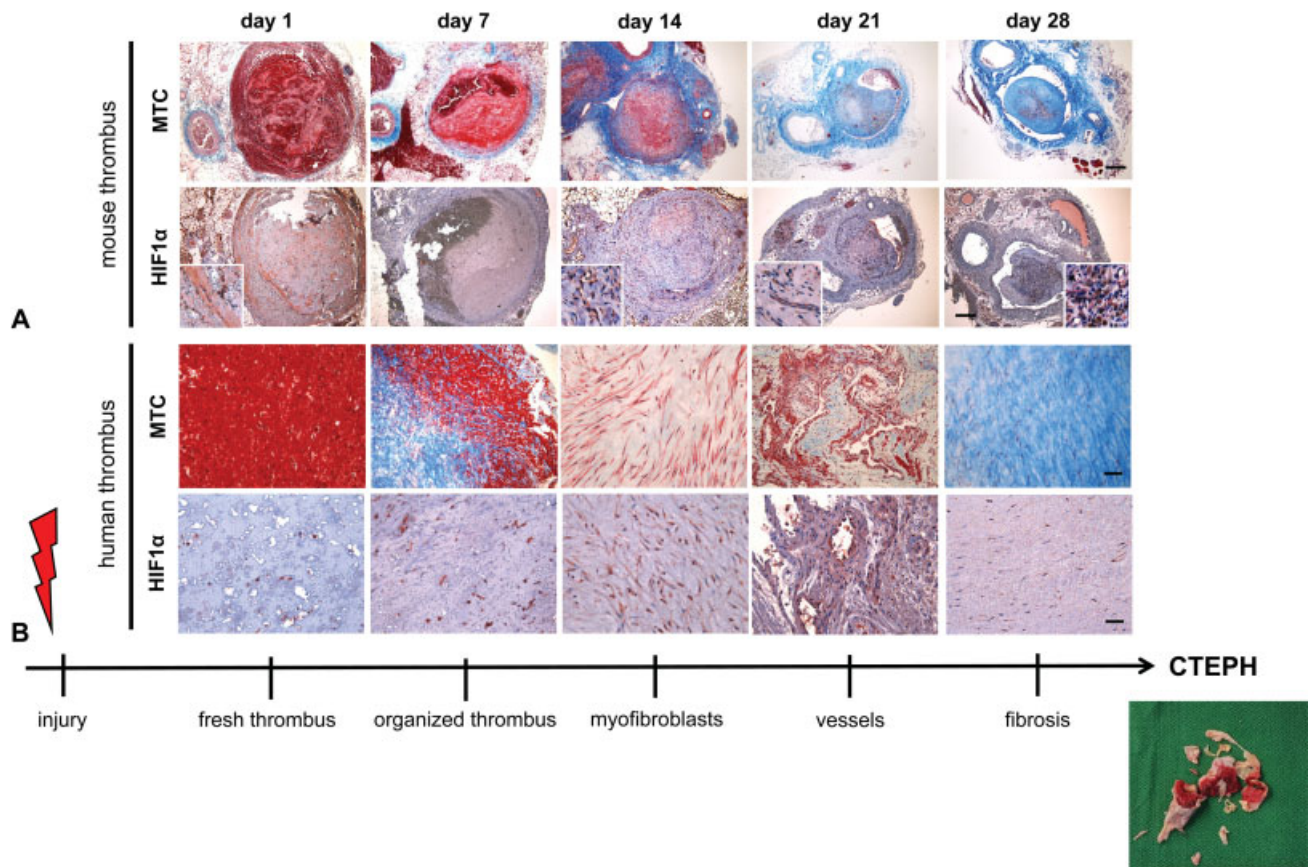 day 1
day 7
day 14
day 21
day 28
mouse thrombus
MTC
HIF1α
A
human thrombus
MTC
HIF1α
B
CTEPH
injury
fresh thrombus
organized thrombus
myofibroblasts
vessels
fibrosis